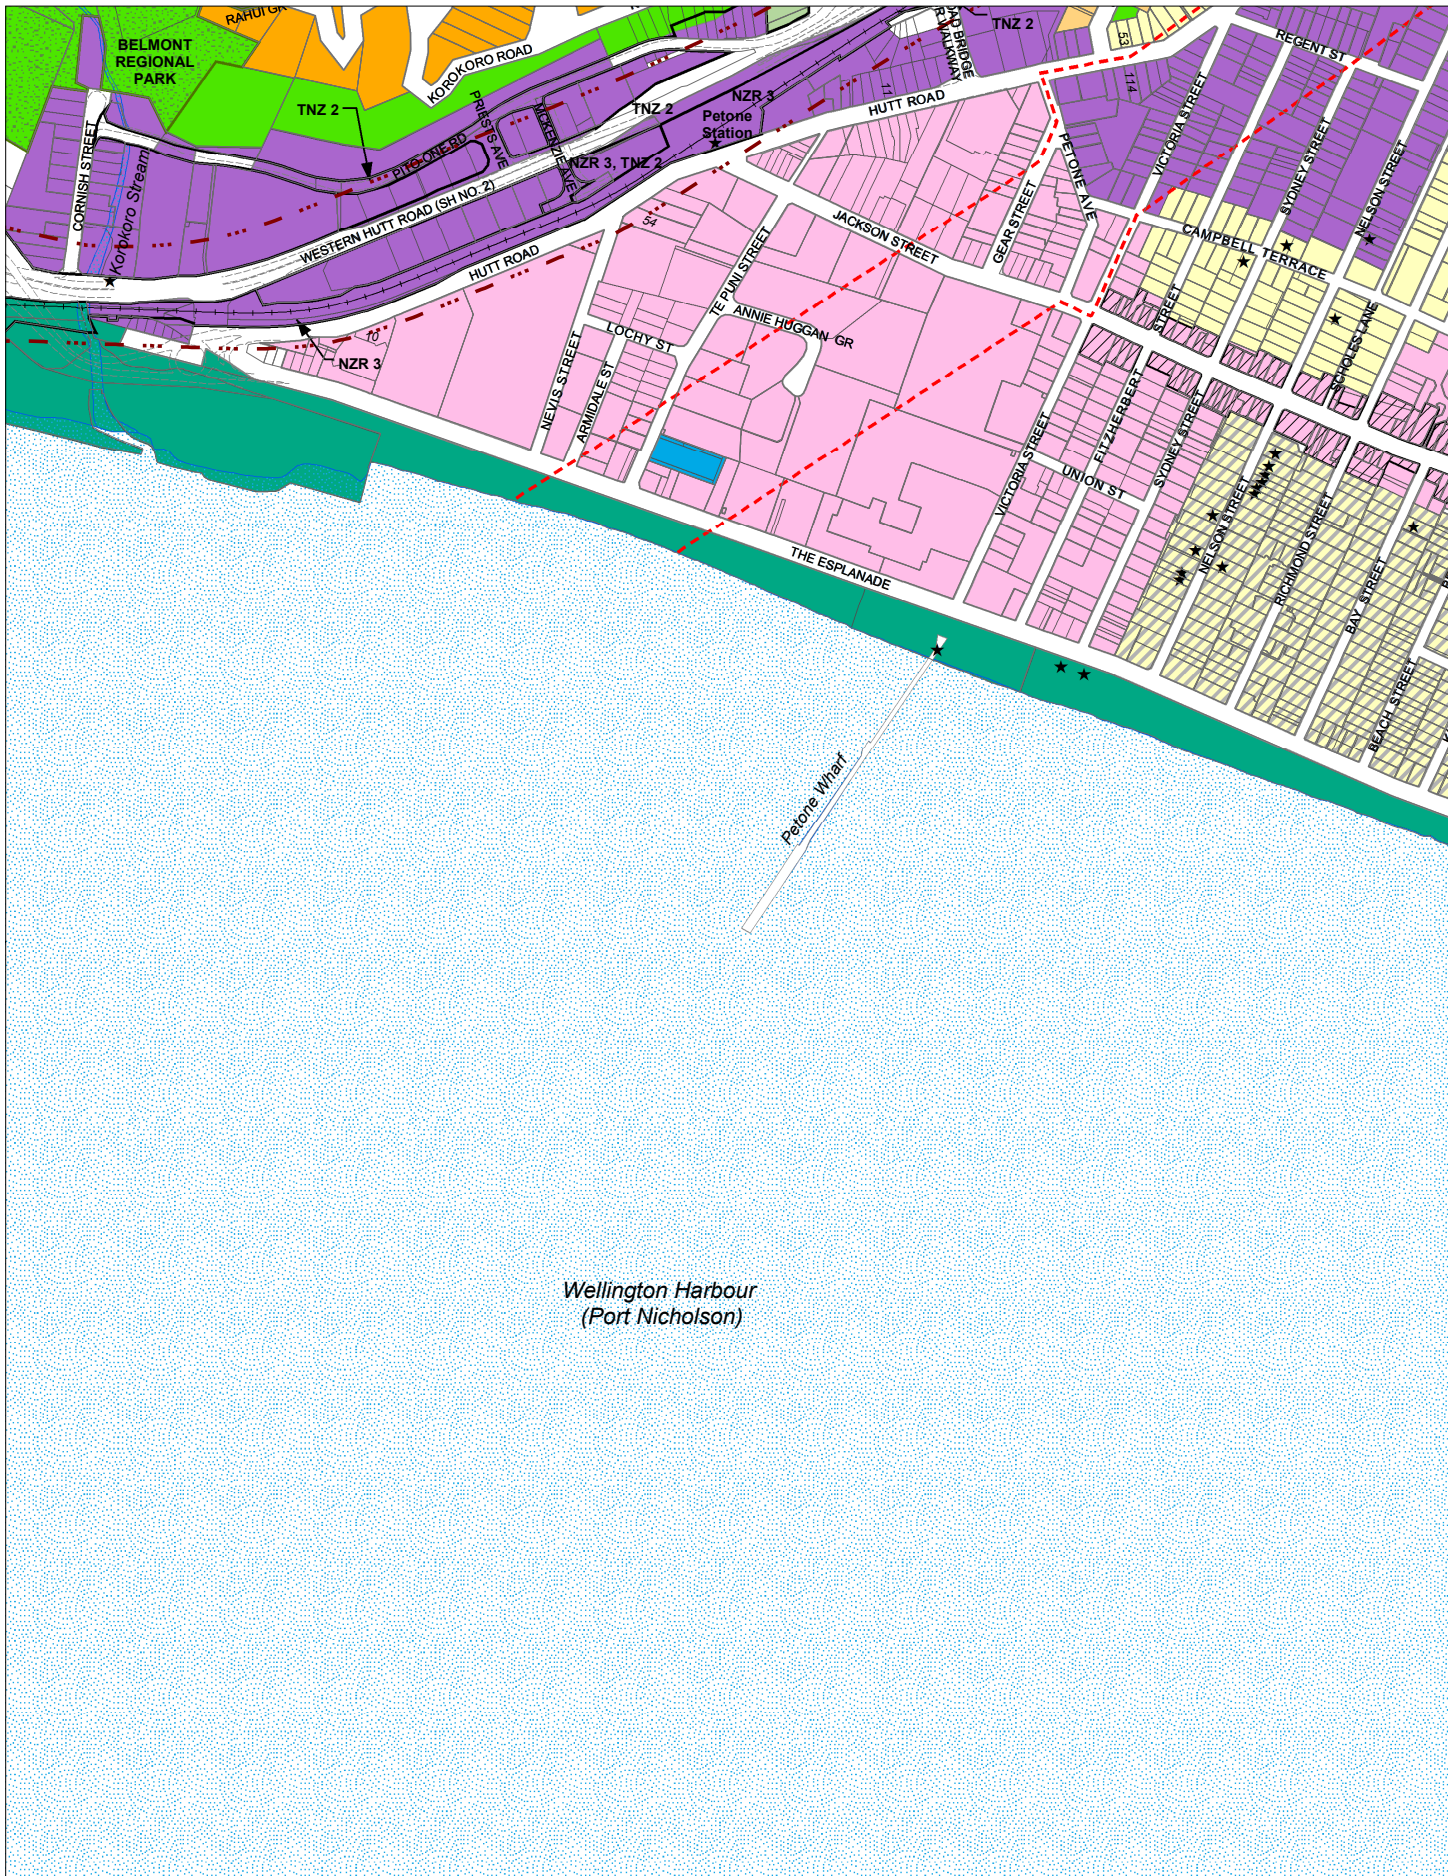 RAHUI GR
KOROKORO ROAD
BELMONT
REGIONAL
PARK
TNZ 2
TNZ 2
TNZ 2
NZR 3
Petone
Station
NZR 3, TNZ 2
PRIESTS AVE
MCKENZIE AVE
PITO-ONE RD
WESTERN HUTT ROAD (SH NO. 2)
CORNISH STREET
Korokoro Stream
HUTT ROAD
HUTT ROAD
BRIDGE
WALKWAY
11
53
114
54
10
NZR 3
REGENT ST
VICTORIA STREET
SYDNEY STREET
NELSON STREET
PETONE AVE
GEAR STREET
JACKSON STREET
CAMPBELL TERRACE
TE PUNI STREET
ANNIE HUGGAN GR
LOCHY ST
NEVIS STREET
ARMIDALE ST
SCHOLES LANE
VICTORIA STREET
FITZHERBERT STREET
SYDNEY STREET
UNION ST
NELSON STREET
RICHMOND STREET
BAY STREET
BEACH STREET
THE ESPLANADE
Petone Wharf
Wellington Harbour
(Port Nicholson)